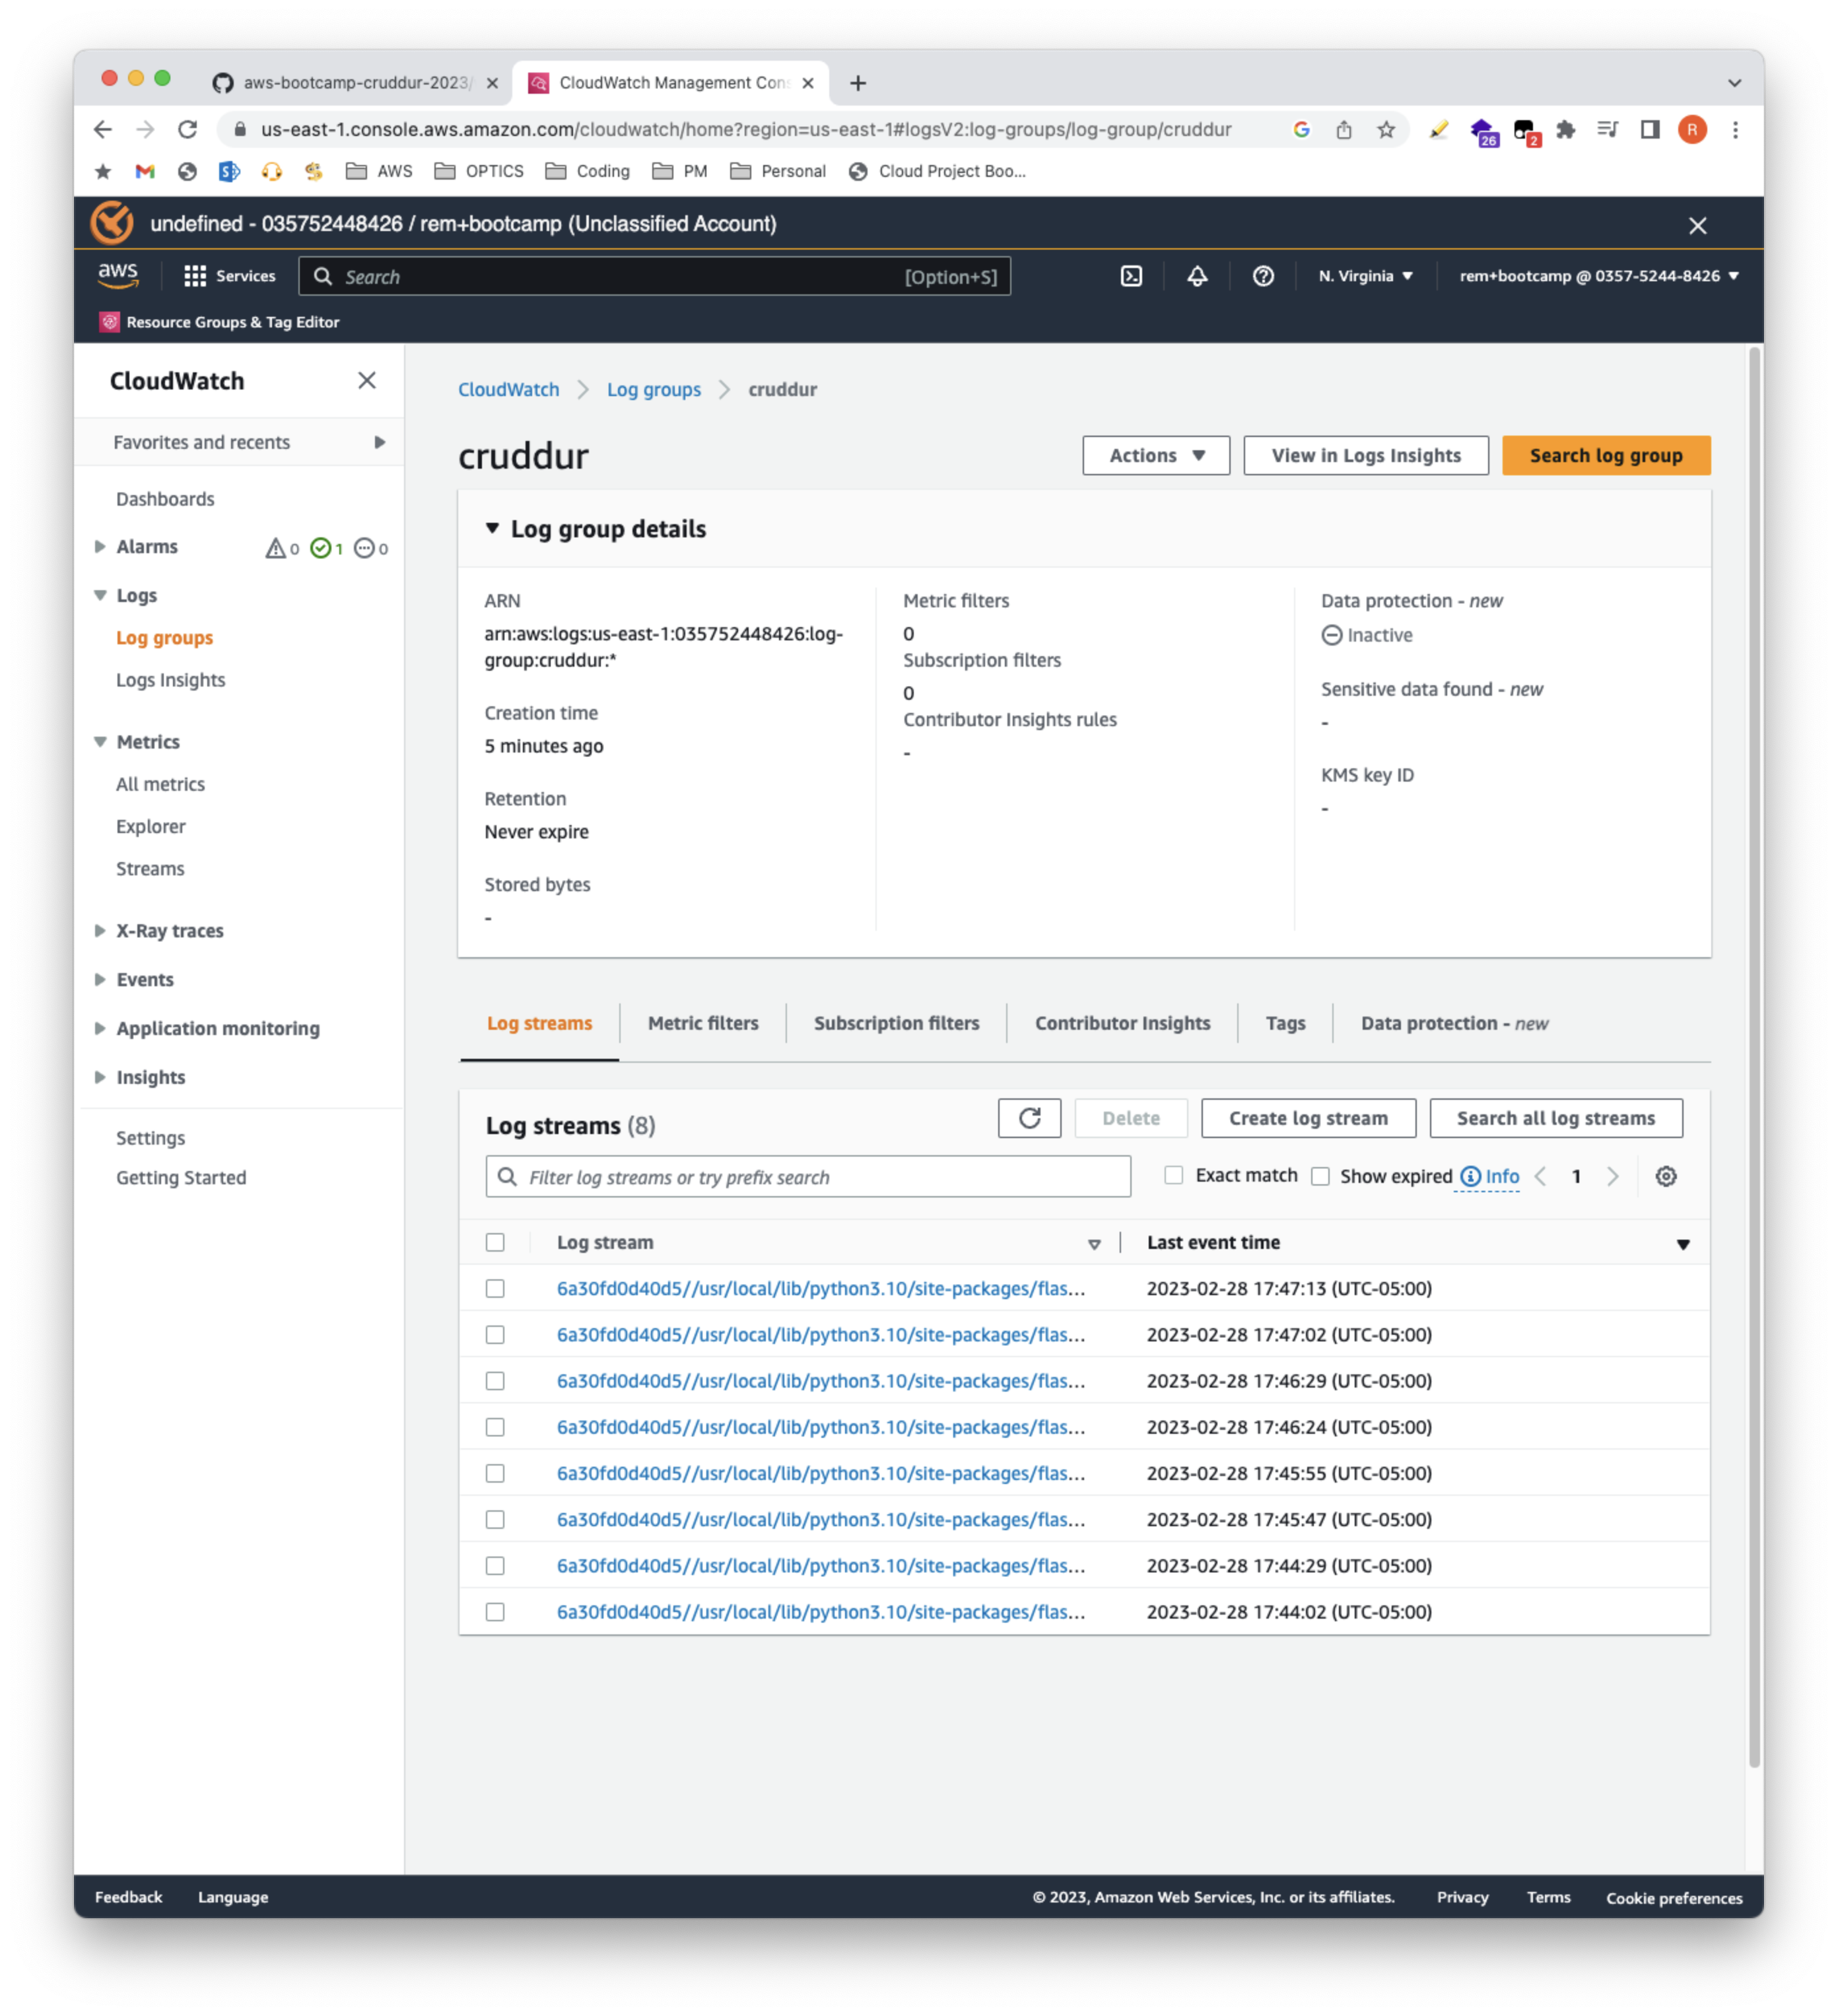 aws-bootcamp-cruddur-2023/
CloudWatch Management Con
us-east-1.console.aws.amazon.com/cloudwatch/home?region=us-east-1#logsV2:log-groups/log-group/cruddur
26
2
R
AWS
OPTICS
Coding
PM
Personal
Cloud Project Boo...
undefined - 035752448426 / rem+bootcamp (Unclassified Account)
aws
Services
Search
[Option+S]
N. Virginia
rem+bootcamp @ 0357-5244-8426
Resource Groups & Tag Editor
CloudWatch
Favorites and recents
Dashboards
Alarms 0 1 0
Logs
Log groups
Logs Insights
Metrics
All metrics
Explorer
Streams
X-Ray traces
Events
Application monitoring
Insights
Settings
Getting Started
CloudWatch > Log groups > cruddur
cruddur
Actions
View in Logs Insights
Search log group
Log group details
ARN
arn:aws:logs:us-east-1:035752448426:log-
group:cruddur:*
Creation time
5 minutes ago
Retention
Never expire
Stored bytes
-
Metric filters
0
Subscription filters
0
Contributor Insights rules
-
Data protection - new
Inactive
Sensitive data found - new
-
KMS key ID
-
Log streams
Metric filters
Subscription filters
Contributor Insights
Tags
Data protection - new
Log streams (8)
Delete
Create log stream
Search all log streams
Filter log streams or try prefix search
Exact match
Show expired
Info
1
Log stream
Last event time
6a30fd0d40d5//usr/local/lib/python3.10/site-packages/flas... 2023-02-28 17:47:13 (UTC-05:00)
6a30fd0d40d5//usr/local/lib/python3.10/site-packages/flas... 2023-02-28 17:47:02 (UTC-05:00)
6a30fd0d40d5//usr/local/lib/python3.10/site-packages/flas... 2023-02-28 17:46:29 (UTC-05:00)
6a30fd0d40d5//usr/local/lib/python3.10/site-packages/flas... 2023-02-28 17:46:24 (UTC-05:00)
6a30fd0d40d5//usr/local/lib/python3.10/site-packages/flas... 2023-02-28 17:45:55 (UTC-05:00)
6a30fd0d40d5//usr/local/lib/python3.10/site-packages/flas... 2023-02-28 17:45:47 (UTC-05:00)
6a30fd0d40d5//usr/local/lib/python3.10/site-packages/flas... 2023-02-28 17:44:29 (UTC-05:00)
6a30fd0d40d5//usr/local/lib/python3.10/site-packages/flas... 2023-02-28 17:44:02 (UTC-05:00)
Feedback
Language
© 2023, Amazon Web Services, Inc. or its affiliates.
Privacy
Terms
Cookie preferences